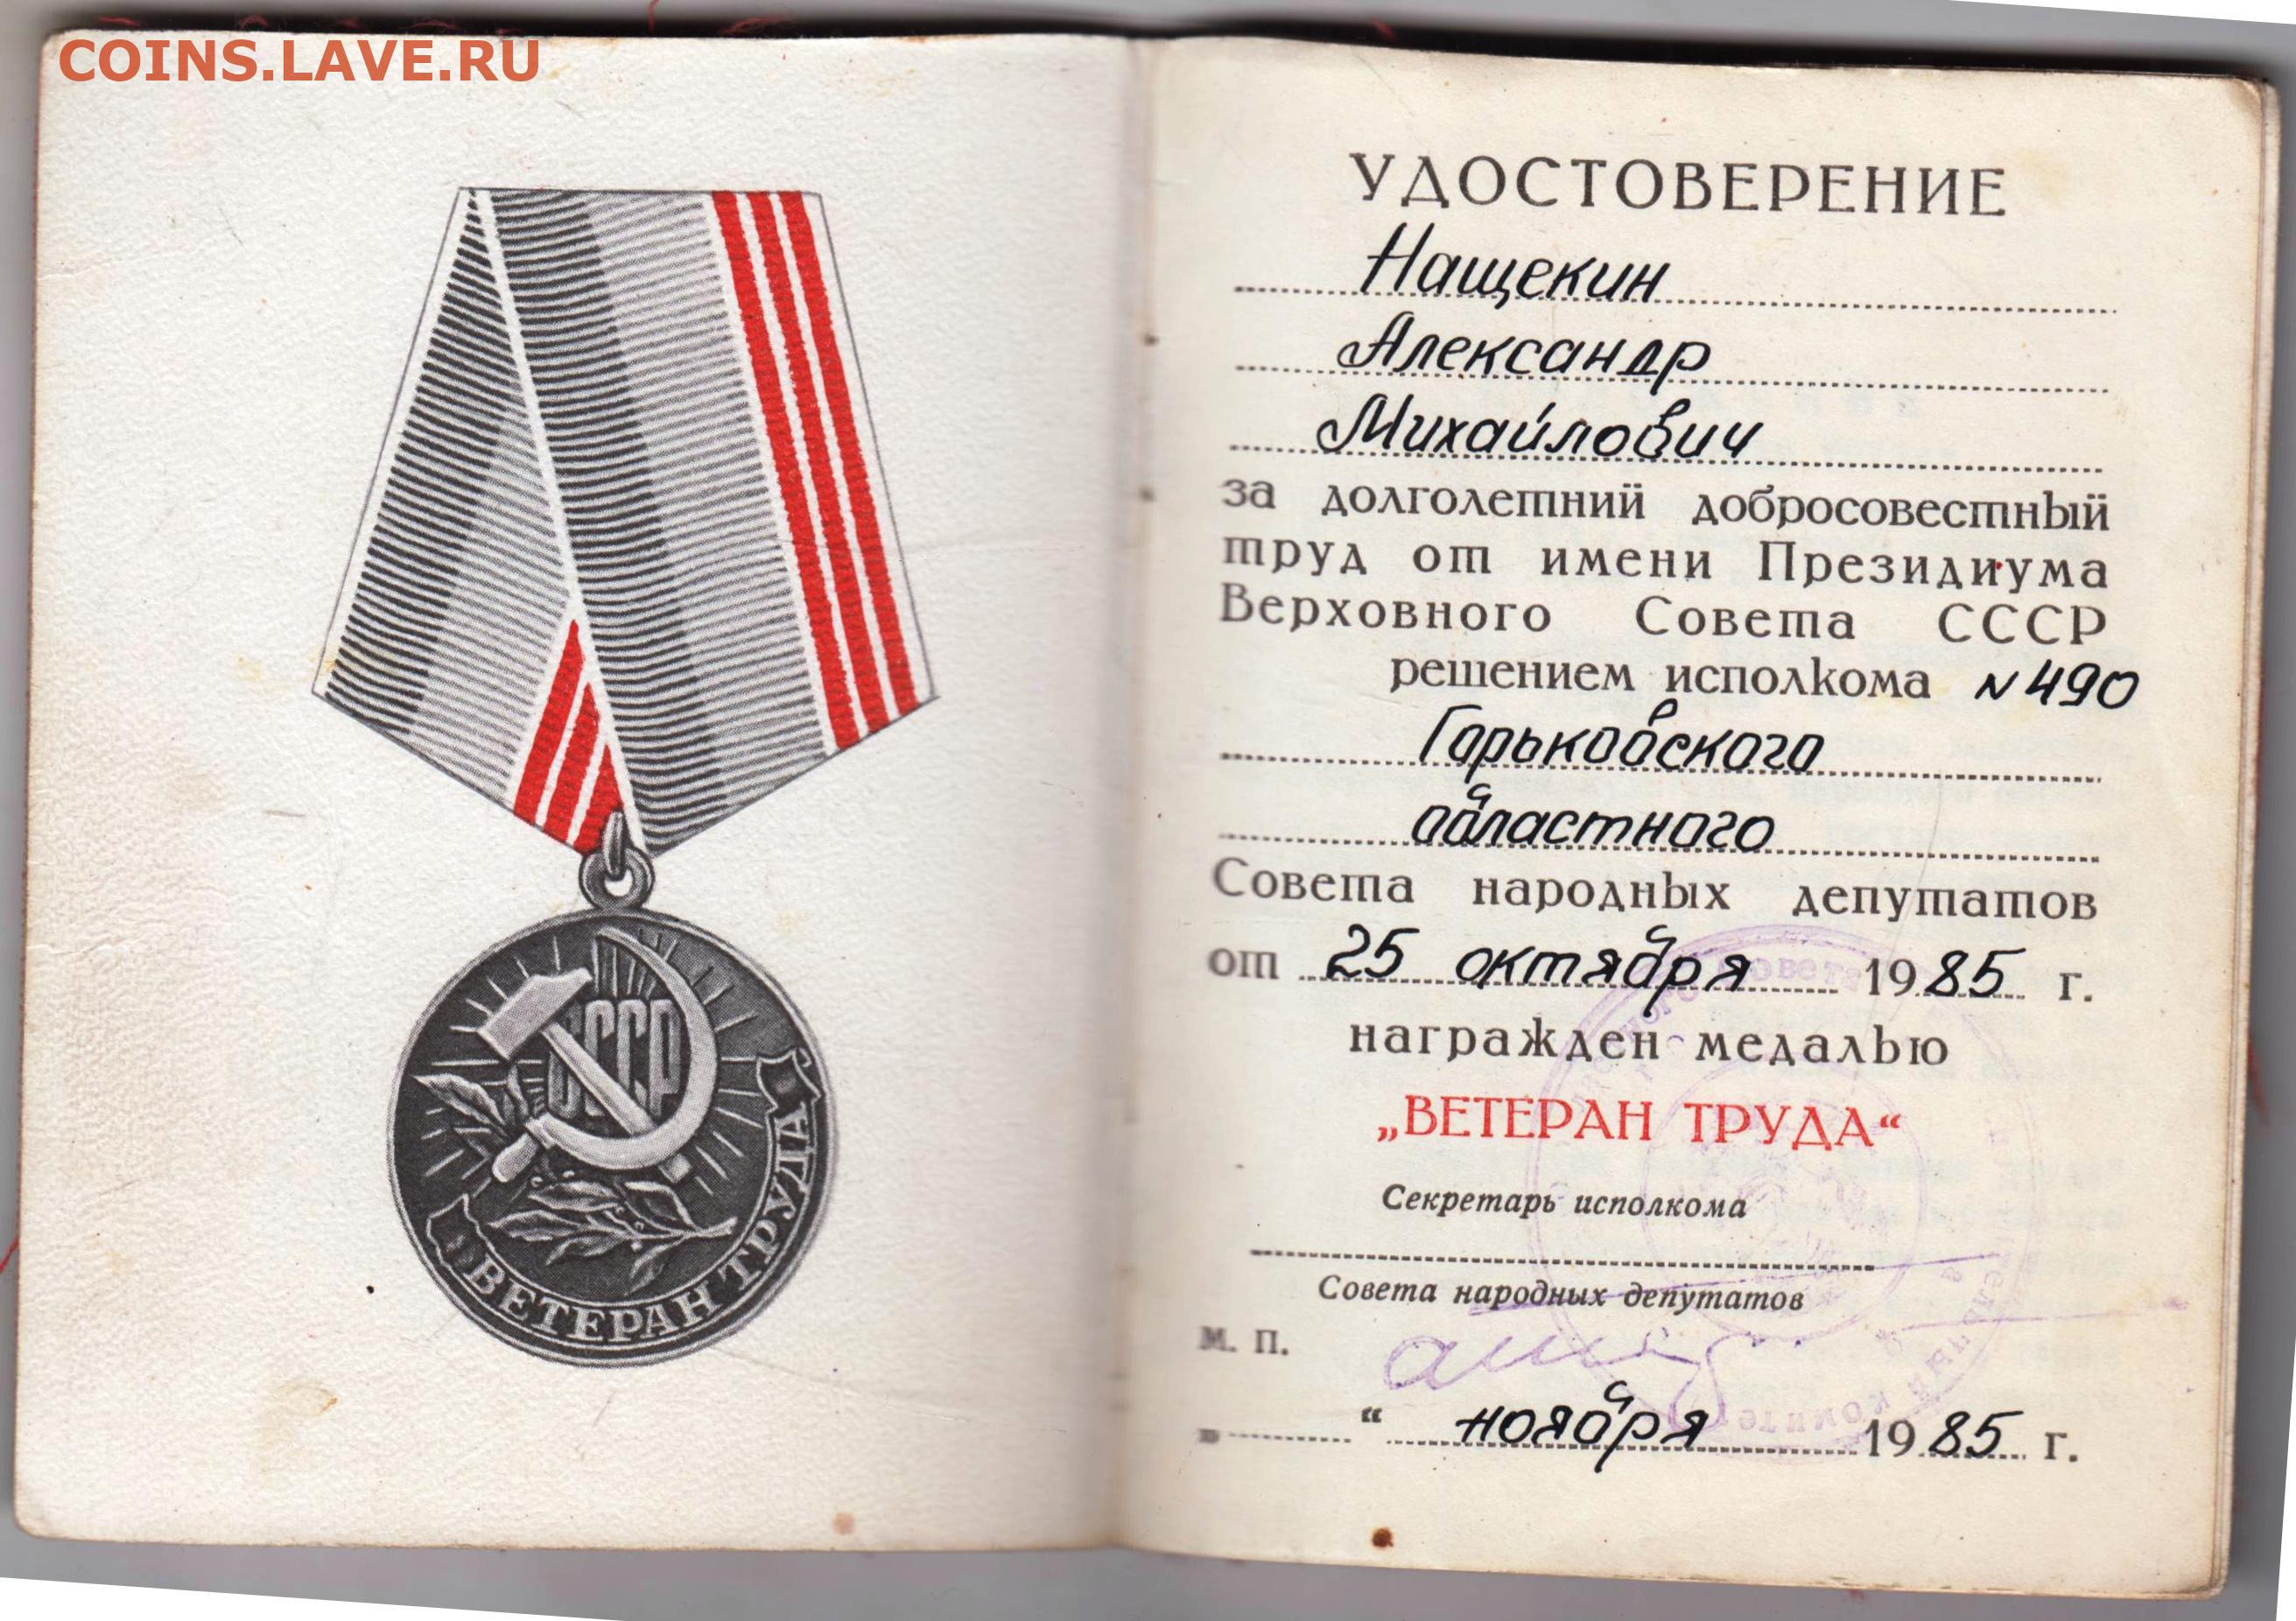 COINS.LAVE.RU
СССР
ВЕТЕРАН ТРУДА
УДОСТОВЕРЕНИЕ
Нащекин
Александр
Михайлович
за долголетний добросовестный
труд от имени Президиума
Верховного Совета СССР
решением исполкома N 490
Горьковского
областного
Совета народных депутатов
от 25 октября 1985 г.
награжден медалью
„ВЕТЕРАН ТРУДА“
Секретарь исполкома
Совета народных депутатов
М. П.
„ “ ноября 1985 г.